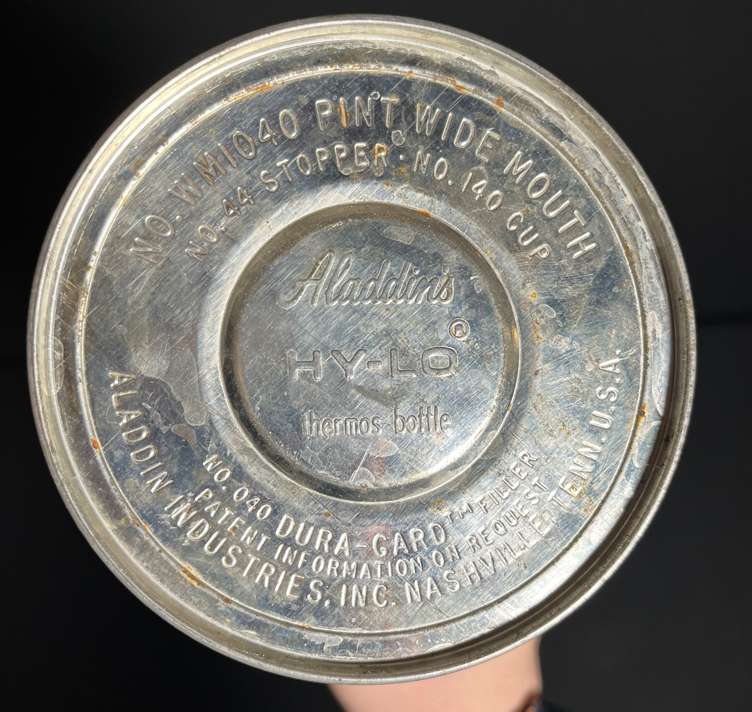 NO. WM1040 PINT WIDE MOUTH
NO. 44 STOPPER · NO. 140 CUP
Aladdin's
HY-LO®
thermos bottle
NO. 040 DURA-GARD™ FILLER
PATENT INFORMATION ON REQUEST
ALADDIN INDUSTRIES, INC. NASHVILLE, TENN. U.S.A.